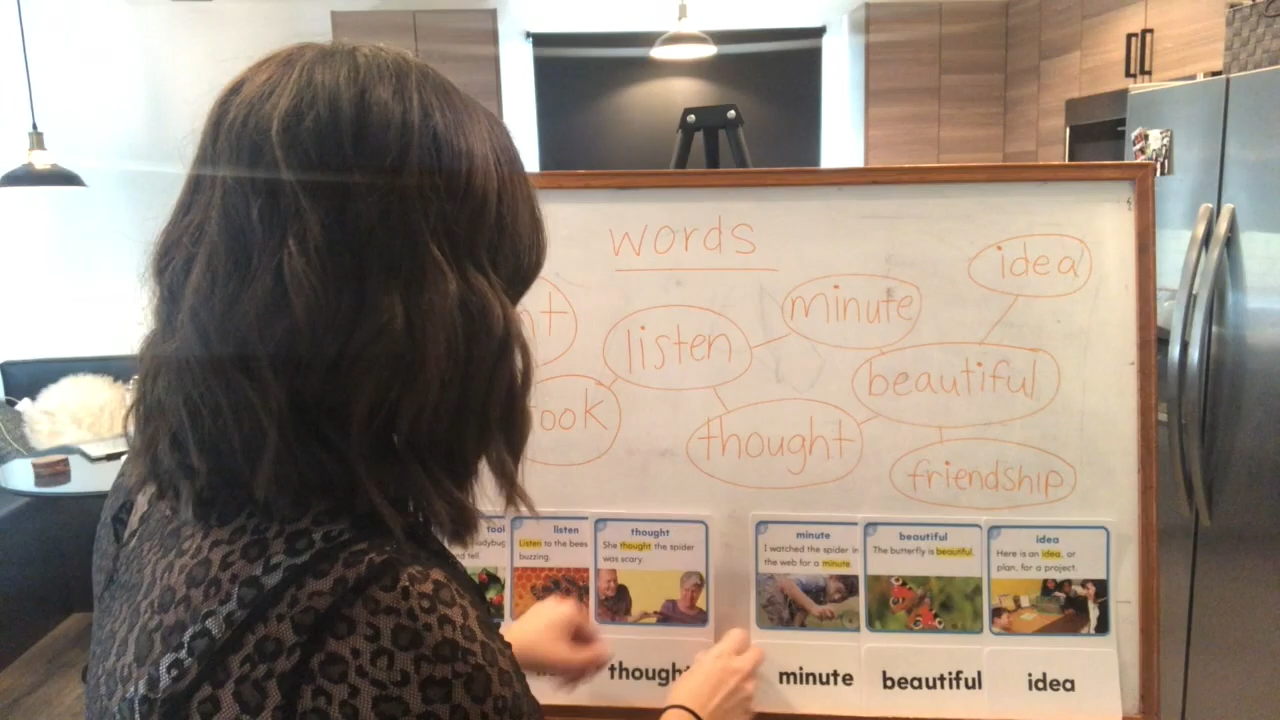 words
idea
minute
listen
beautiful
took
thought
friendship
listen
Listen to the bees
buzzing.
thought
She thought the spider
was scary.
minute
I watched the spider in
the web for a minute.
beautiful
The butterfly is beautiful.
idea
Here is an idea, or
plan, for a project.
thought
minute
beautiful
idea